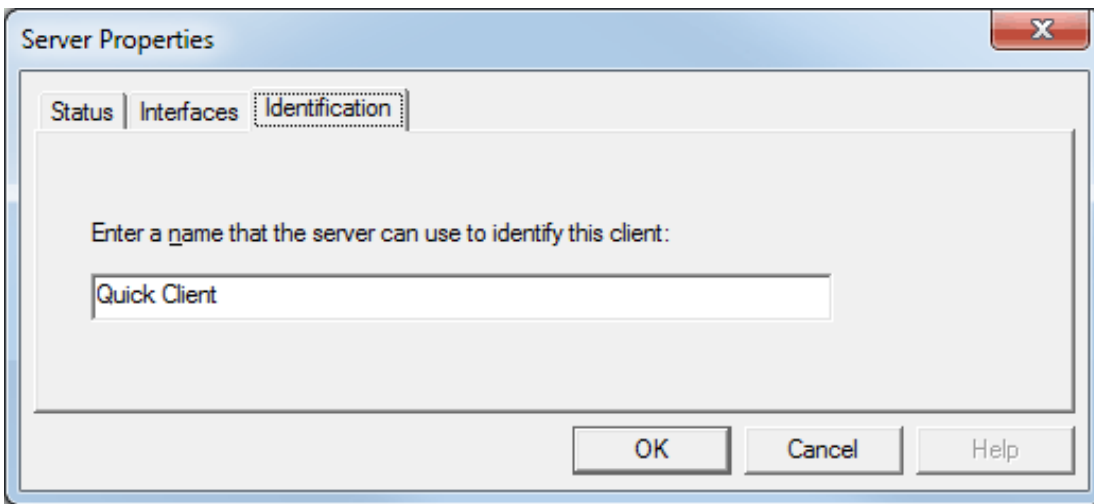 Server Properties
Status Interfaces Identification
Enter a name that the server can use to identify this client:
Quick Client
OK Cancel Help